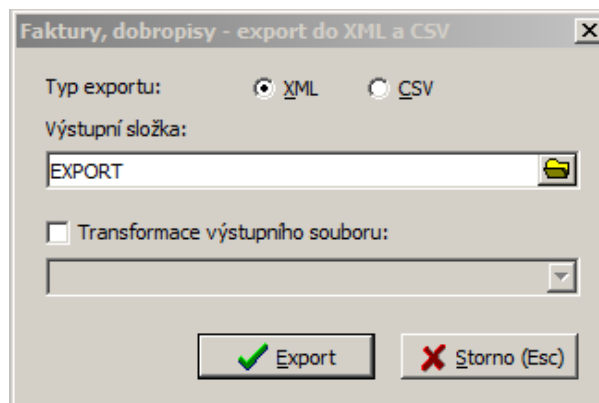 Faktury, dobropisy - export do XML a CSV
Typ exportu: XML CSV
Výstupní složka:
EXPORT
Transformace výstupního souboru:
Export Storno (Esc)